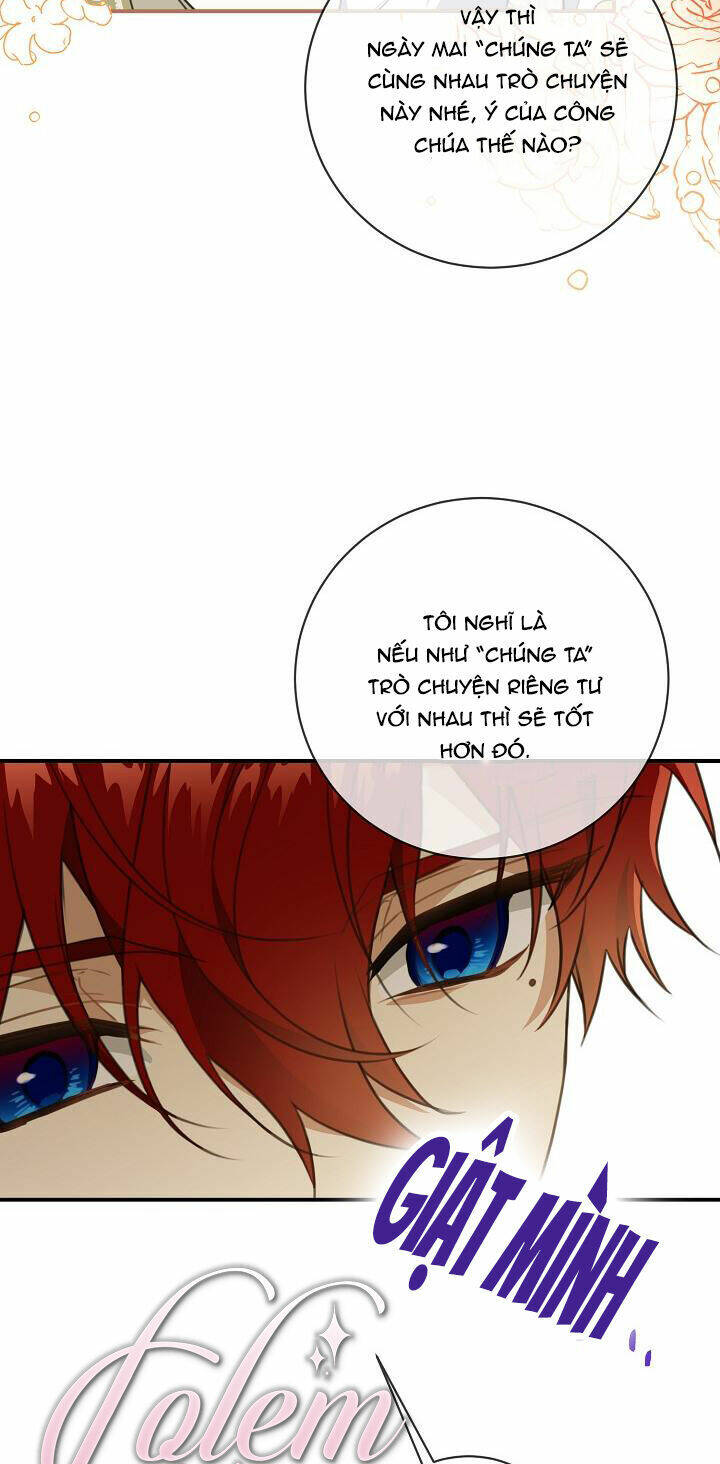 VẬY THÌ
NGÀY MAI “CHÚNG TA” SẼ
CÙNG NHAU TRÒ CHUYỆN
NÀY NHÉ, Ý CỦA CÔNG
CHÚA THẾ NÀO?
TÔI NGHĨ LÀ
NẾU NHƯ “CHÚNG TA”
TRÒ CHUYỆN RIÊNG TƯ
VỚI NHAU THÌ SẼ TỐT
HƠN ĐÓ.
GIẬT MÌNH